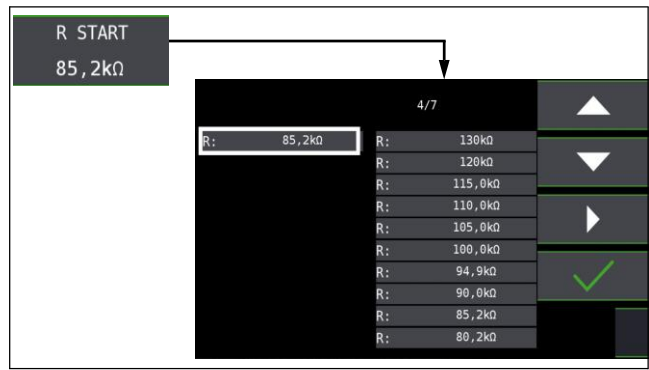 R START
85,2kΩ
4/7
R: 85,2kΩ
R: 130kΩ
R: 120kΩ
R: 115,0kΩ
R: 110,0kΩ
R: 105,0kΩ
R: 100,0kΩ
R: 94,9kΩ
R: 90,0kΩ
R: 85,2kΩ
R: 80,2kΩ